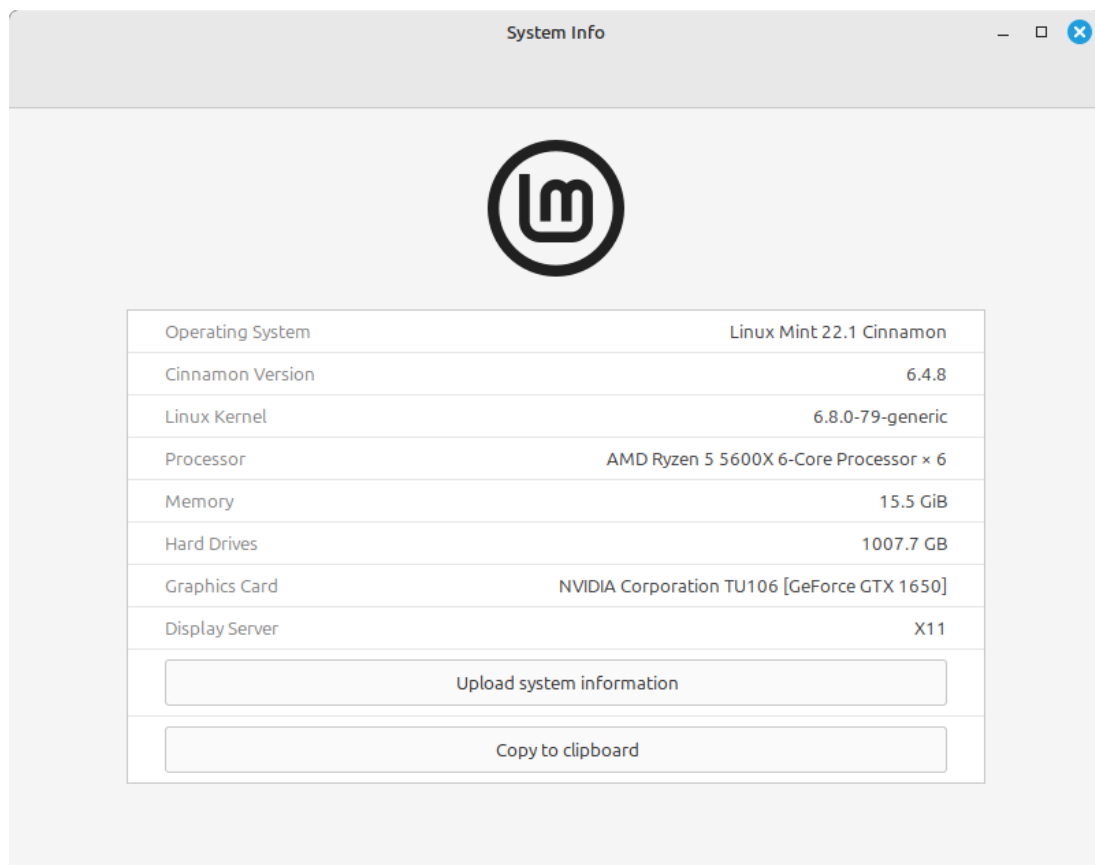 System Info
lm
Operating System Linux Mint 22.1 Cinnamon
Cinnamon Version 6.4.8
Linux Kernel 6.8.0-79-generic
Processor AMD Ryzen 5 5600X 6-Core Processor × 6
Memory 15.5 GiB
Hard Drives 1007.7 GB
Graphics Card NVIDIA Corporation TU106 [GeForce GTX 1650]
Display Server X11
Upload system information
Copy to clipboard